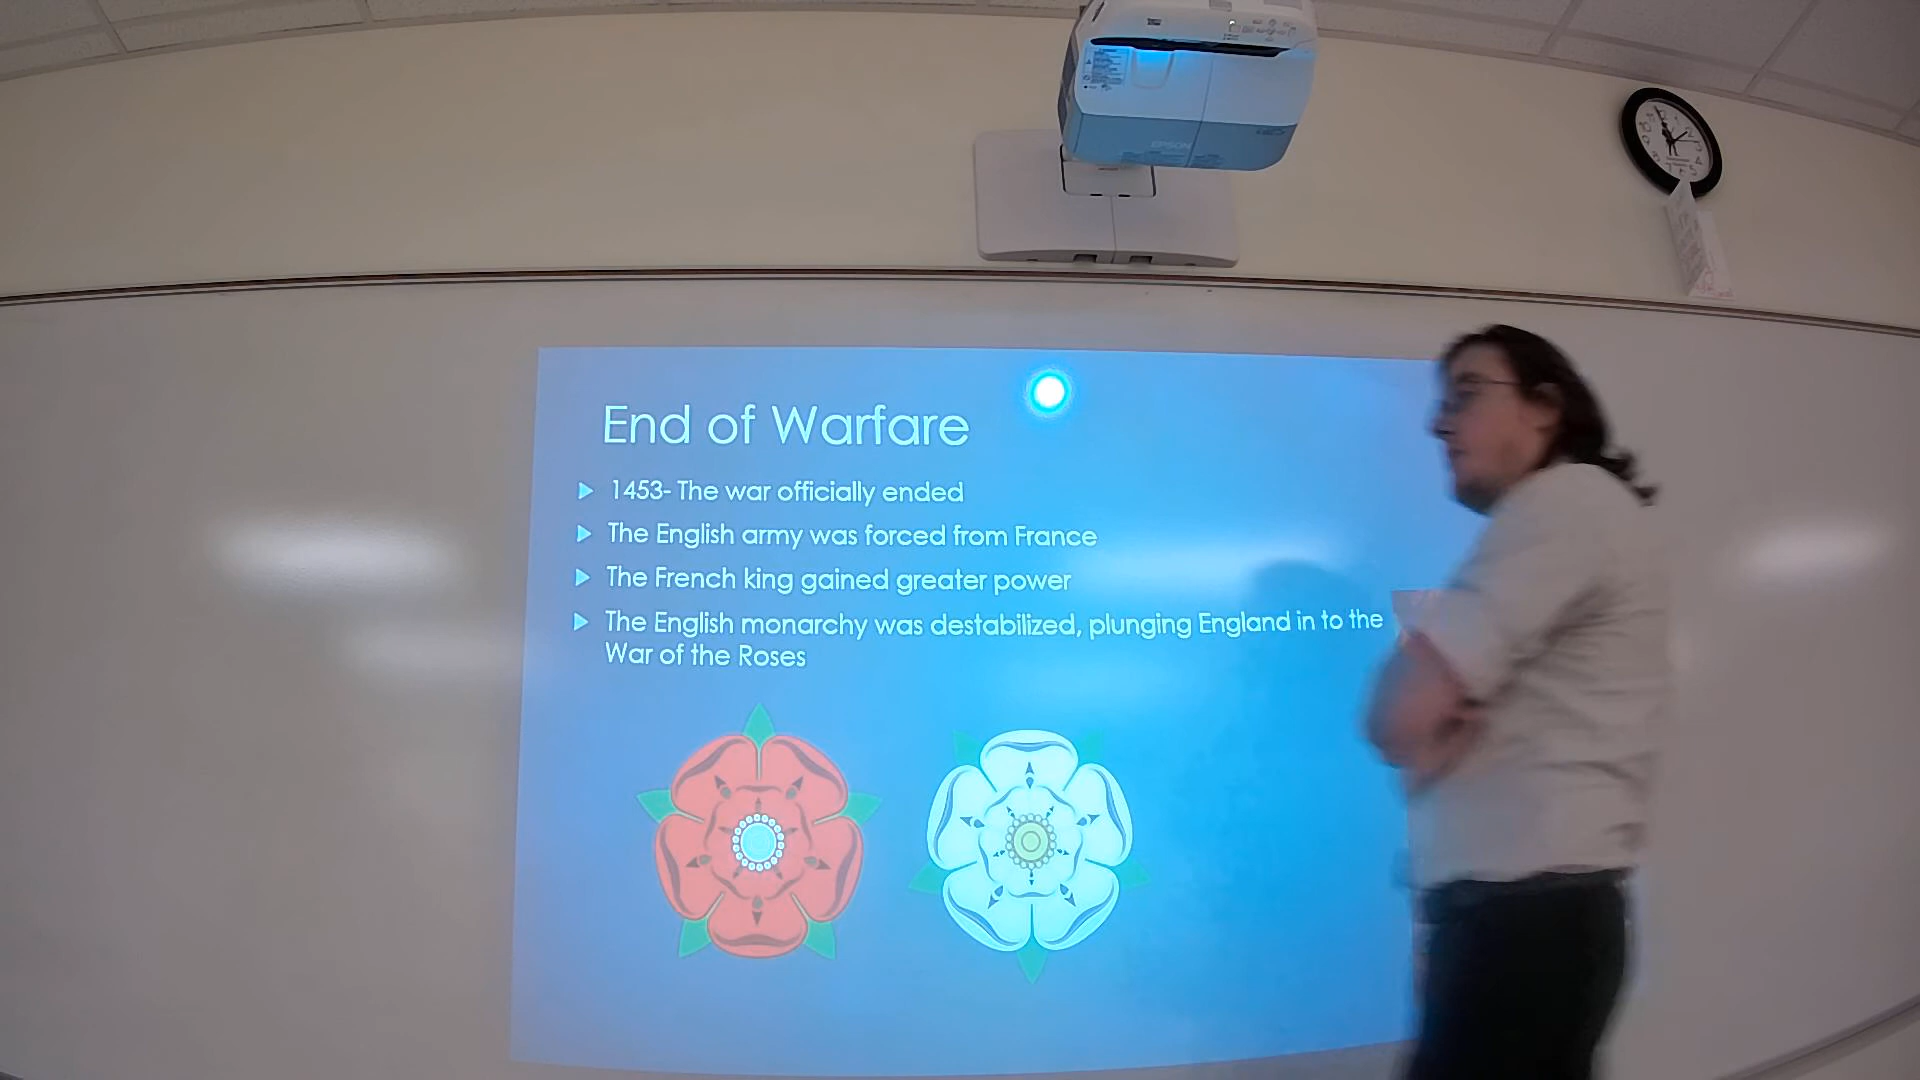 EPSON
End of Warfare
1453- The war officially ended
The English army was forced from France
The French king gained greater power
The English monarchy was destabilized, plunging England in to the
War of the Roses